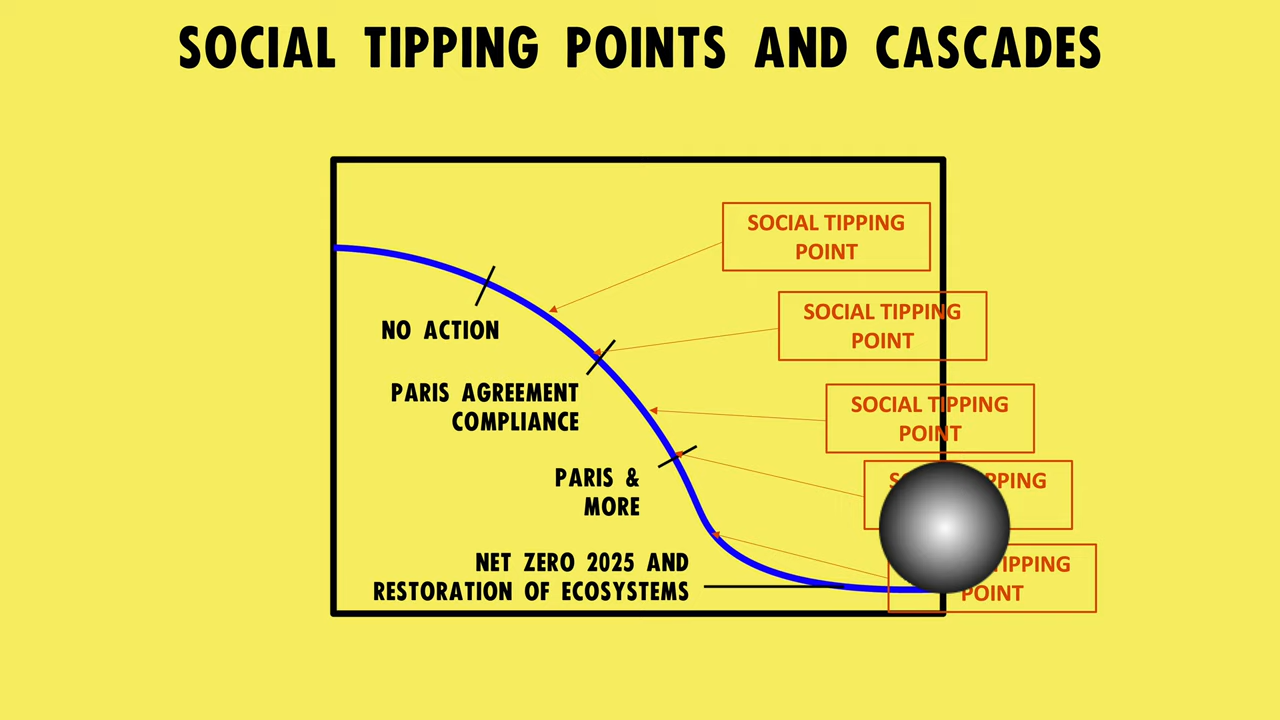 SOCIAL TIPPING POINTS AND CASCADES
SOCIAL TIPPING
POINT
SOCIAL TIPPING
POINT
NO ACTION
PARIS AGREEMENT
COMPLIANCE
SOCIAL TIPPING
POINT
PARIS &
MORE
NET ZERO 2025 AND
RESTORATION OF ECOSYSTEMS
POINT